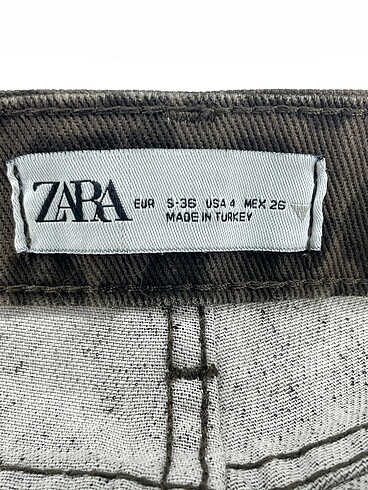 ZARA
EUR S-36 USA 4 MEX 26
MADE IN TURKEY